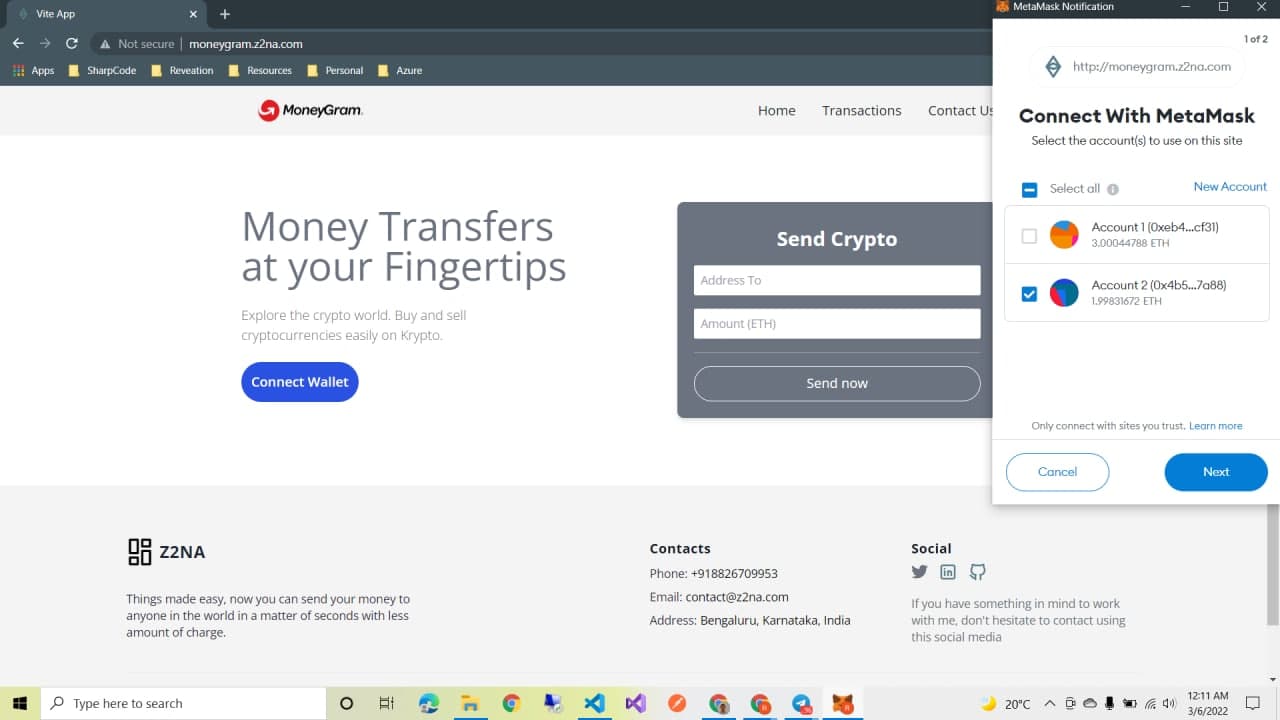 Vite App
Not secure
moneygram.z2na.com
Apps
SharpCode
Reveation
Resources
Personal
Azure
MoneyGram.
Home
Transactions
Contact Us
Money Transfers
at your Fingertips
Explore the crypto world. Buy and sell
cryptocurrencies easily on Krypto.
Connect Wallet
Send Crypto
Address To
Amount (ETH)
Send now
MetaMask Notification
1 of 2
http://moneygram.z2na.com
Connect With MetaMask
Select the account(s) to use on this site
Select all
New Account
Account 1 (0xeb4...cf31)
3.00044788 ETH
Account 2 (0x4b5...7a88)
1.99831672 ETH
Only connect with sites you trust. Learn more
Cancel
Next
Z2NA
Things made easy, now you can send your money to
anyone in the world in a matter of seconds with less
amount of charge.
Contacts
Phone: +918826709953
Email: contact@z2na.com
Address: Bengaluru, Karnataka, India
Social
If you have something in mind to work
with me, don't hesitate to contact using
this social media
Type here to search
20°C
12:11 AM
3/6/2022